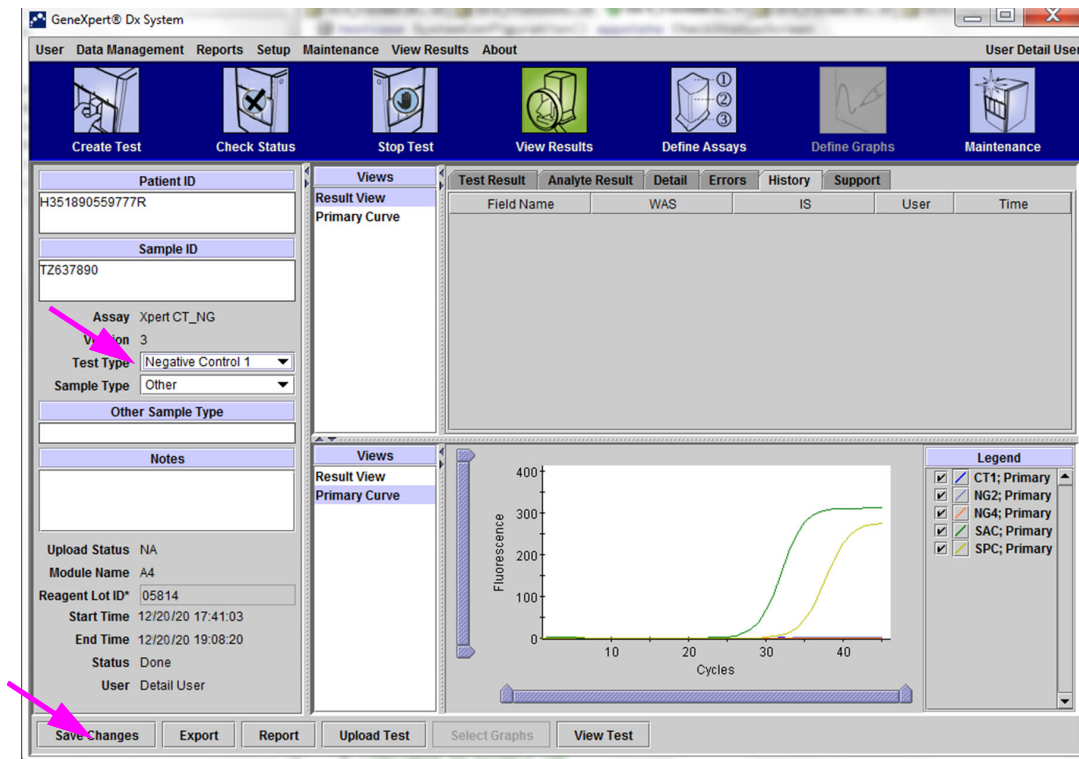 GeneXpert® Dx System
User Data Management Reports Setup Maintenance View Results About
User Detail User
Create Test
Check Status
Stop Test
View Results
Define Assays
Define Graphs
Maintenance
Patient ID
H351890559777R
Sample ID
TZ637890
Assay Xpert CT_NG
Version 3
Test Type Negative Control 1
Sample Type Other
Other Sample Type
Notes
Upload Status NA
Module Name A4
Reagent Lot ID* 05814
Start Time 12/20/20 17:41:03
End Time 12/20/20 19:08:20
Status Done
User Detail User
Views
Result View
Primary Curve
Test Result Analyte Result Detail Errors History Support
Field Name WAS IS User Time
Views
Result View
Primary Curve
400
300
200
100
0
Fluorescence
10 20 30 40
Cycles
Legend
CT1; Primary
NG2; Primary
NG4; Primary
SAC; Primary
SPC; Primary
Save Changes Export Report Upload Test Select Graphs View Test